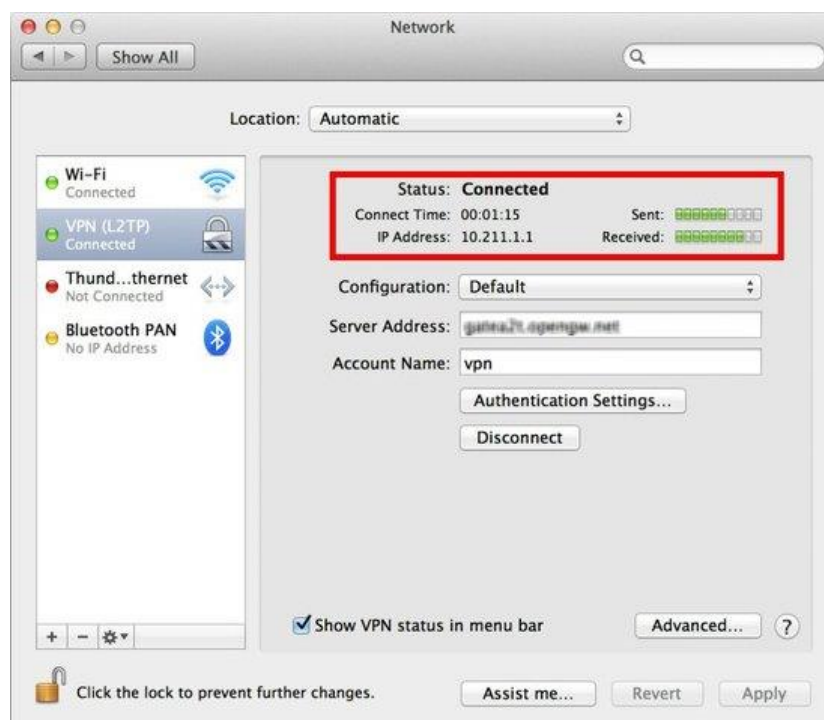 Network
Show All
Location: Automatic
Wi-Fi
Connected
VPN (L2TP)
Connected
Thund...thernet
Not Connected
Bluetooth PAN
No IP Address
Status: Connected
Connect Time: 00:01:15 Sent:
IP Address: 10.211.1.1 Received:
Configuration: Default
Server Address:
Account Name: vpn
Authentication Settings...
Disconnect
Show VPN status in menu bar
Advanced... ?
+ -
Click the lock to prevent further changes.
Assist me... Revert Apply